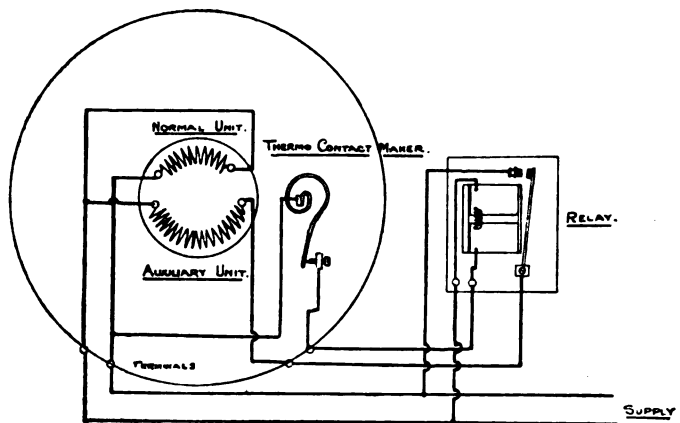 NORMAL UNIT.
THERMO CONTACT MAKER.
RELAY.
AUXILIARY UNIT.
TERMINALS
SUPPLY